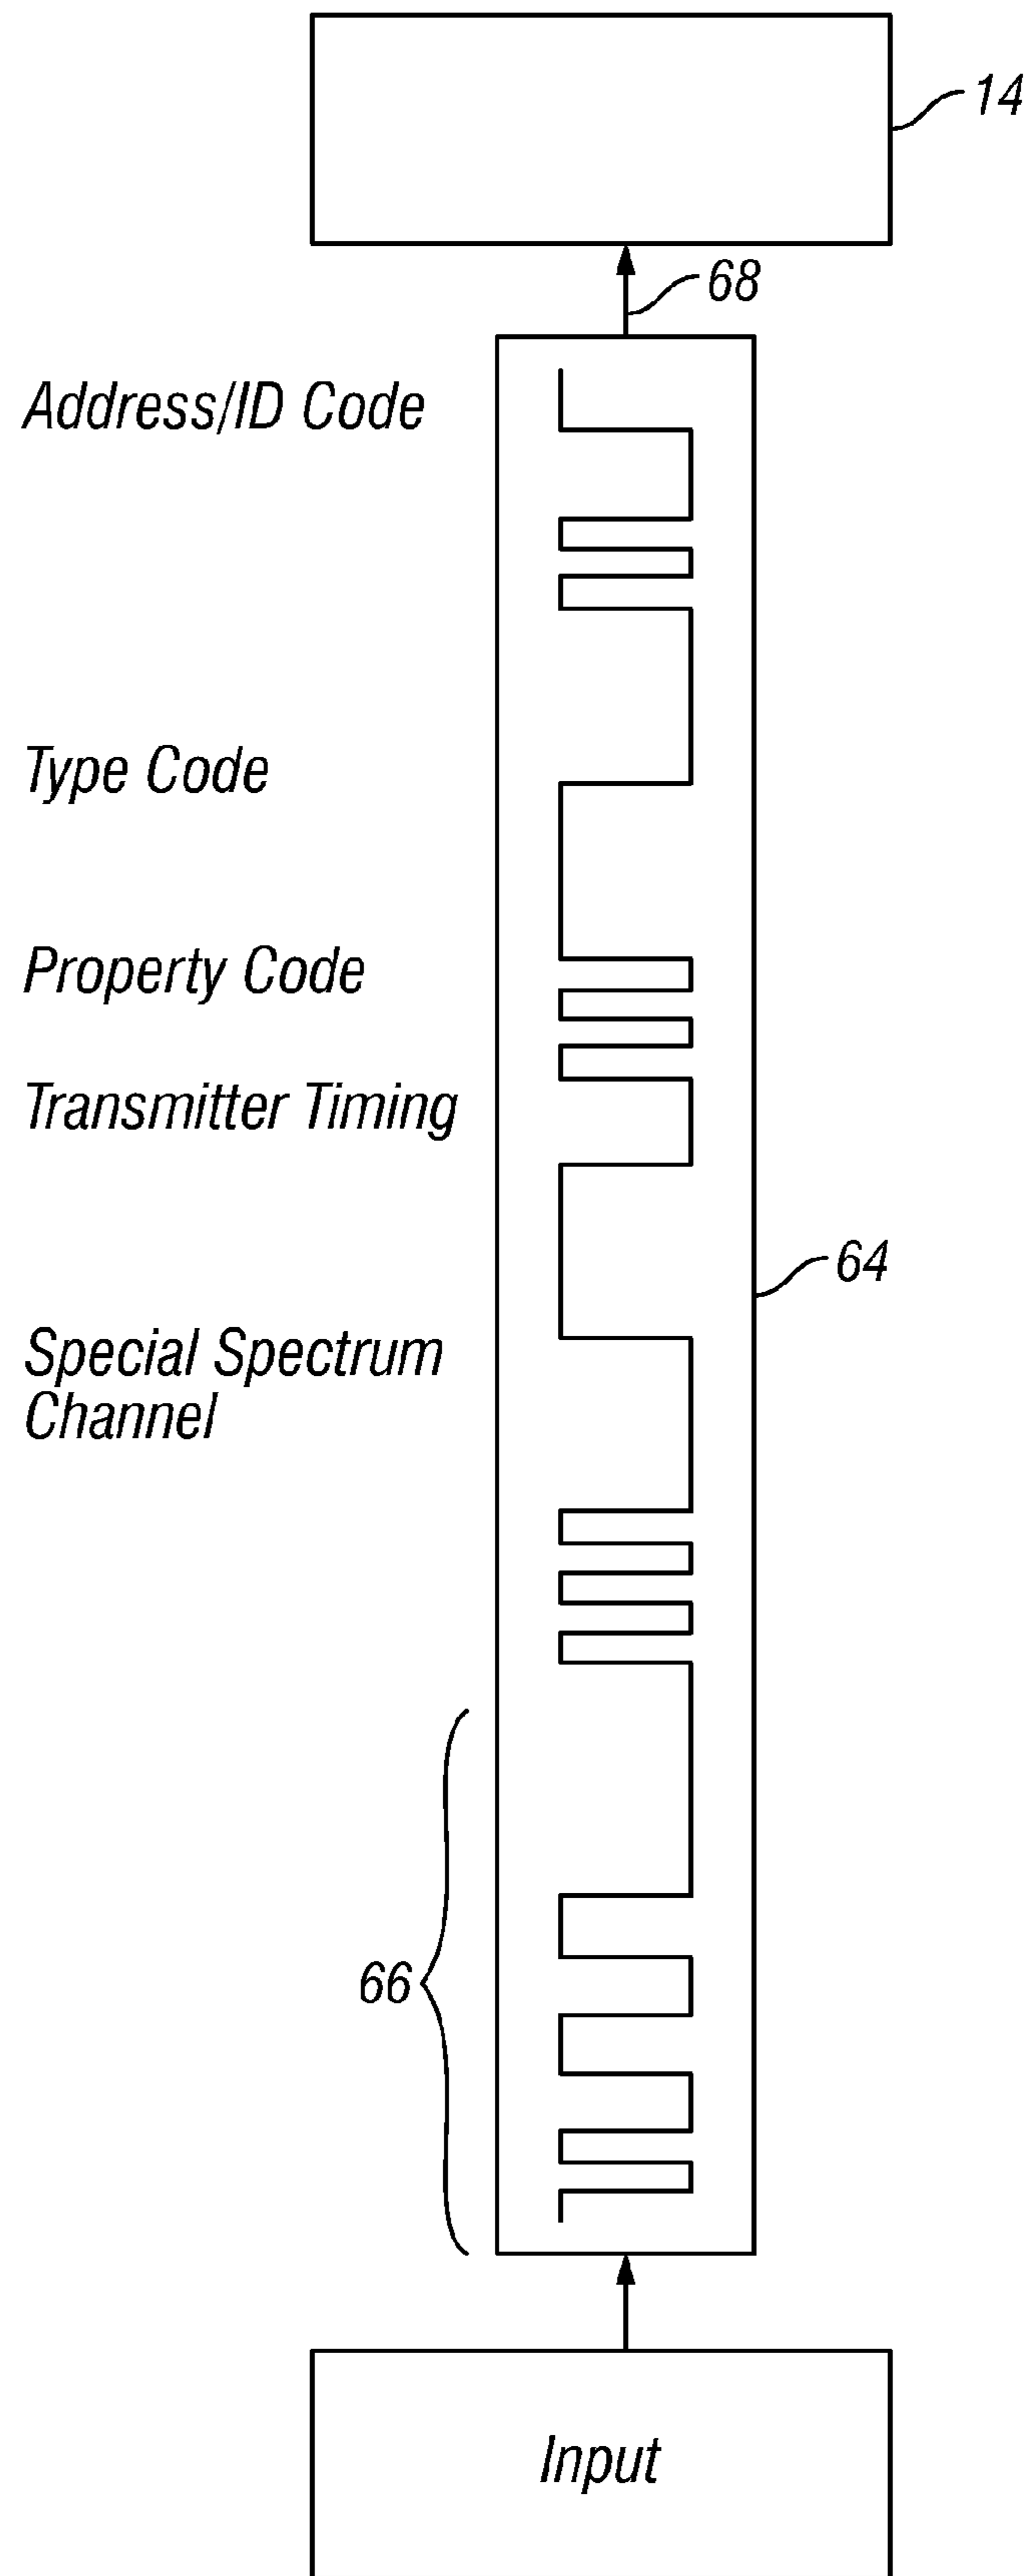 14
68
Address/ID Code
Type Code
Property Code
Transmitter Timing
64
Special Spectrum
Channel
66
Input